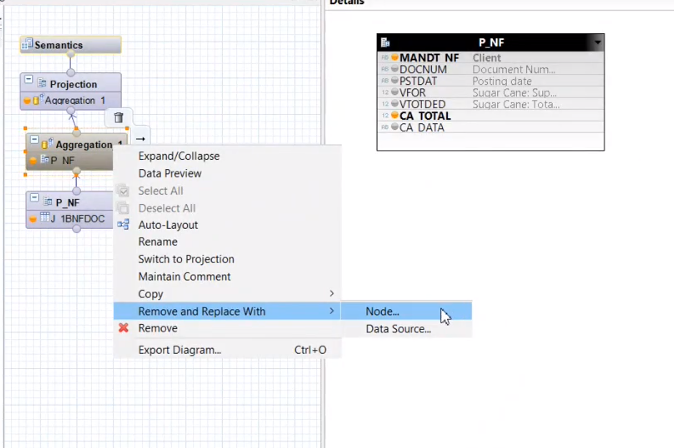 Details
Semantics
Projection
Aggregation_1
Aggregation_1
P_NF
P_NF
J_1BNFDOC
Expand/Collapse
Data Preview
Select All
Deselect All
Auto-Layout
Rename
Switch to Projection
Maintain Comment
Copy
Remove and Replace With
Remove
Export Diagram... Ctrl+O
Node...
Data Source...
P_NF
MANDT_NF Client
DOCNUM Document Num...
PSTDAT Posting date
VFOR Sugar Cane: Sup...
VTOTDED Sugar Cane: Tota...
CA_TOTAL
CA_DATA